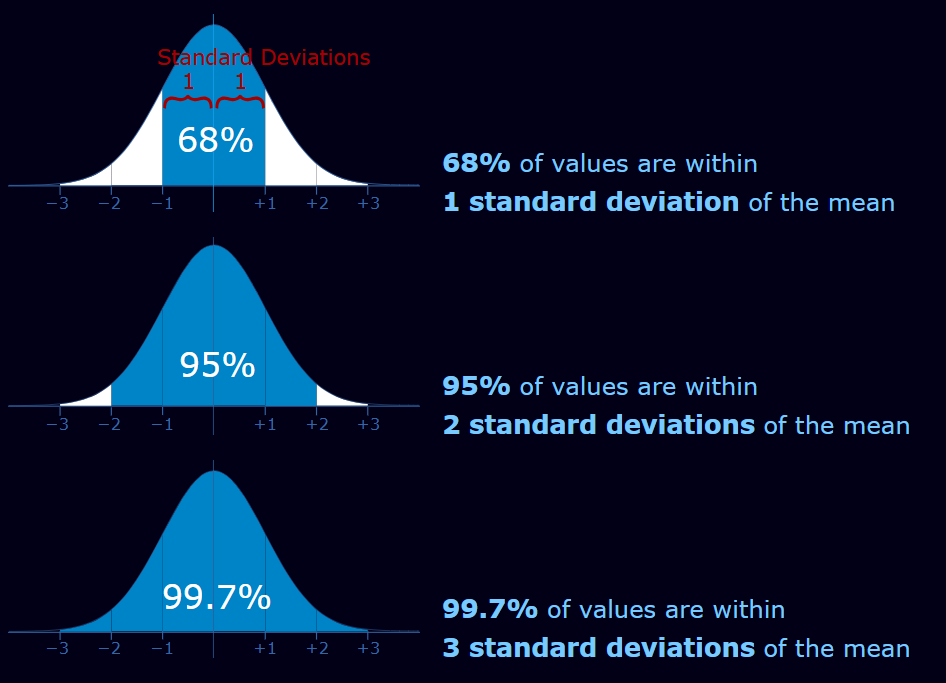 Standard Deviations
1 1
68%
−3 −2 −1 +1 +2 +3
68% of values are within
1 standard deviation of the mean
95%
−3 −2 −1 +1 +2 +3
95% of values are within
2 standard deviations of the mean
99.7%
−3 −2 −1 +1 +2 +3
99.7% of values are within
3 standard deviations of the mean